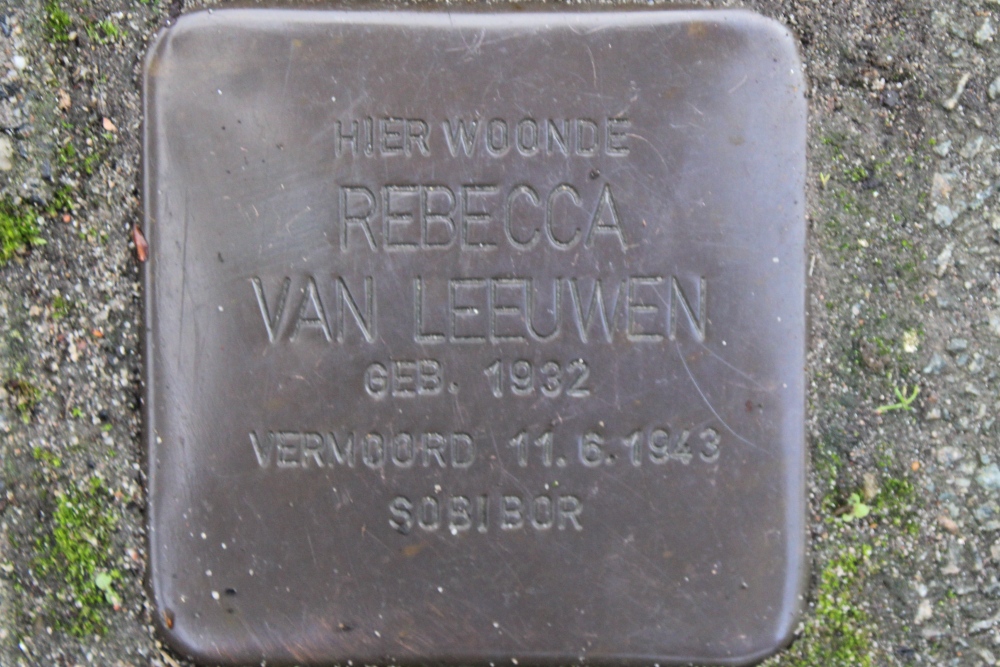 HIER WOONDE
REBECCA
VAN LEEUWEN
GEB. 1932
VERMOORD 11.6.1943
SOBIBOR